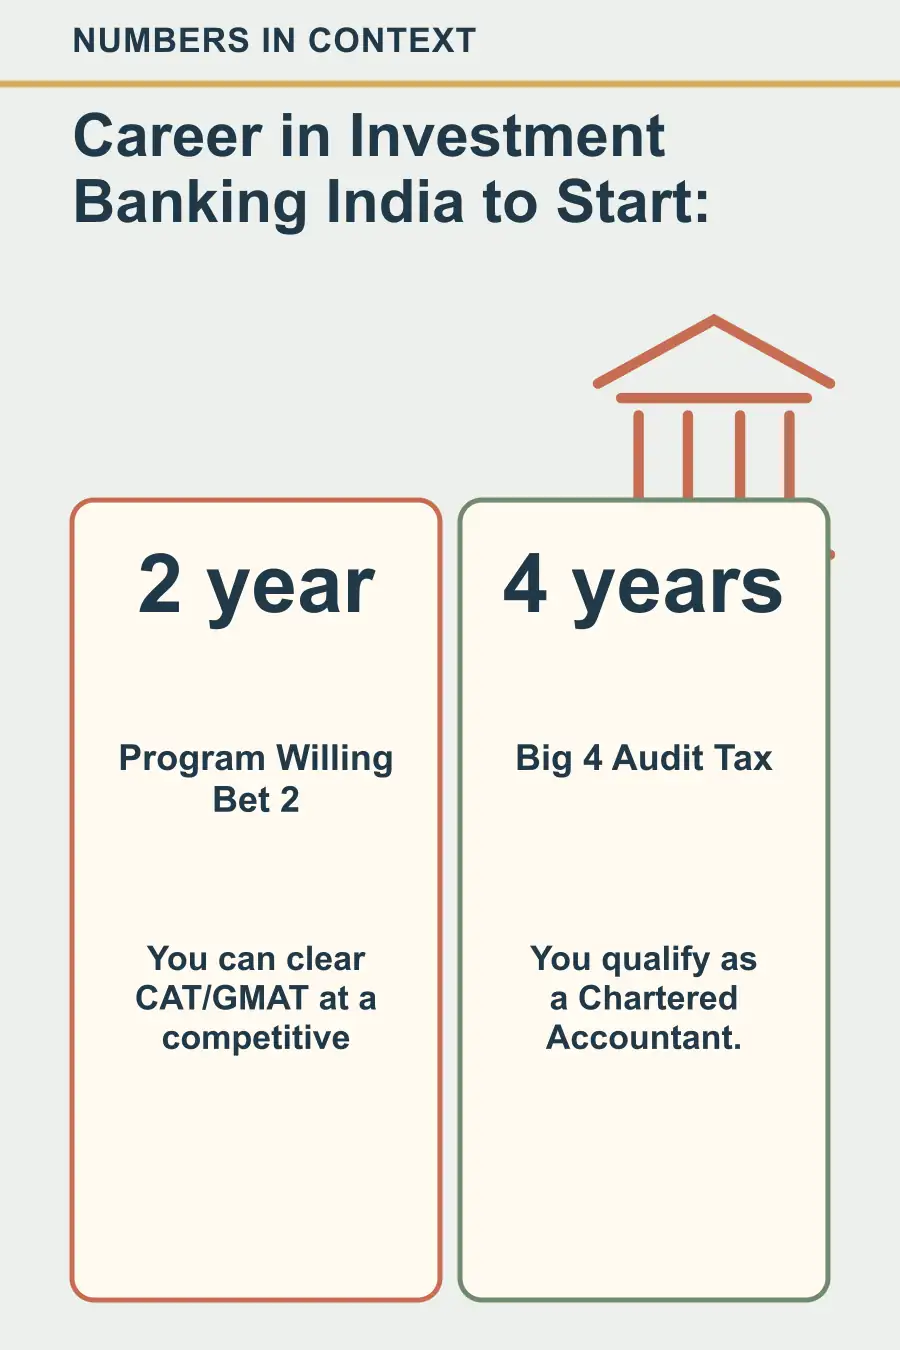 NUMBERS IN CONTEXT
Career in Investment
Banking India to Start:
2 year
Program Willing
Bet 2
You can clear
CAT/GMAT at a
competitive
4 years
Big 4 Audit Tax
You qualify as
a Chartered
Accountant.